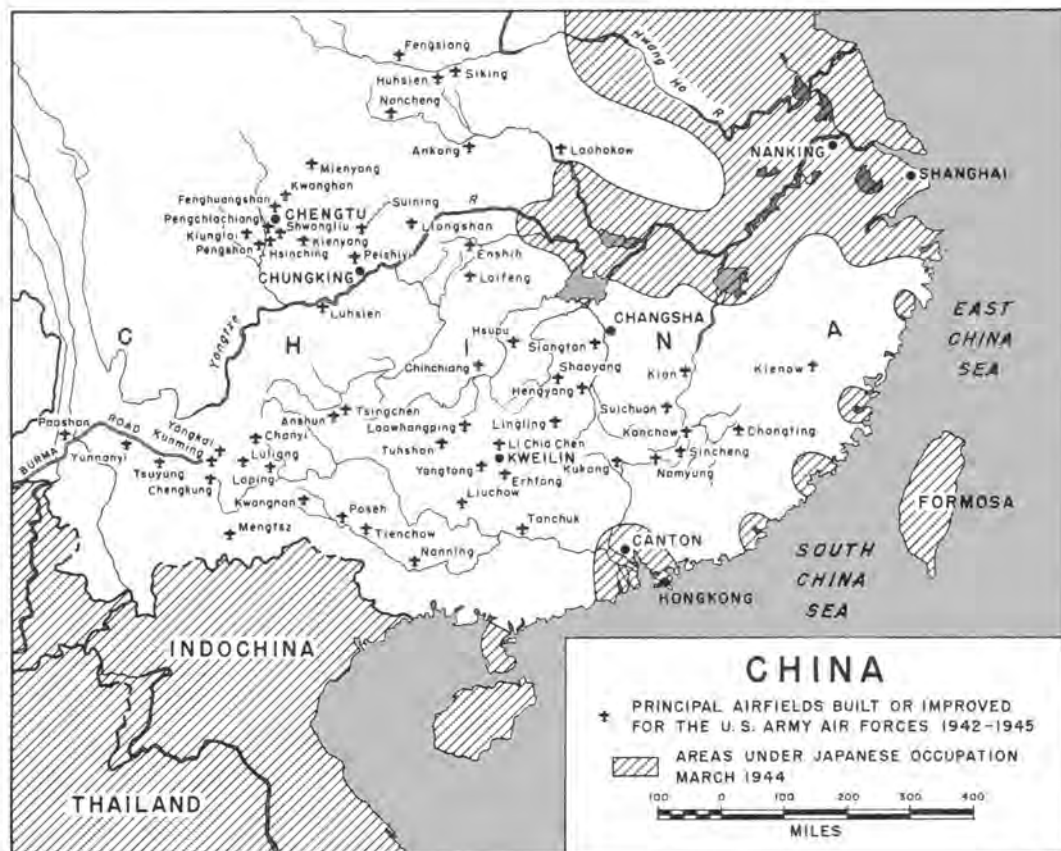 Fengsiang
Hwang Ho R
Huhsien
Siking
Nancheng
Ankang
Laohokow
NANKING
SHANGHAI
Mienyang
Kwanghan
Fenghuangshan
CHENGTU
Suining
Pengchiachiang
Shwangliu
Liangshan
R
Kiunglai
Kienyang
Enshih
Pengshan
Hsinching
Peishiyi
CHUNGKING
Laifeng
Luhsien
Yangtze
CHANGSHA
EAST
CHINA
SEA
C
H
I
N
A
Hsupu
Siangtan
Chinchiang
Shaoyang
Kian
Kienow
Hengyang
Tsingchen
Suichuan
Anshun
Laowhangping
Lingling
Kanchow
Changting
Paoshan
ROAD
Yangkai
Chanyi
Tuhshan
Li Chia Chen
Sincheng
BURMA
Yunnanyi
Kunming
Luliang
KWEILIN
Kukong
Namyung
Tsuyung
Loping
Yangtong
Erhtong
Chengkung
Kwangnan
Poseh
Liuchow
FORMOSA
Mengtsz
Tienchow
Tanchuk
Nanning
CANTON
SOUTH
CHINA
SEA
HONGKONG
INDOCHINA
THAILAND
CHINA
PRINCIPAL AIRFIELDS BUILT OR IMPROVED
FOR THE U.S. ARMY AIR FORCES 1942–1945
AREAS UNDER JAPANESE OCCUPATION
MARCH 1944
100 0 100 200 300 400
MILES